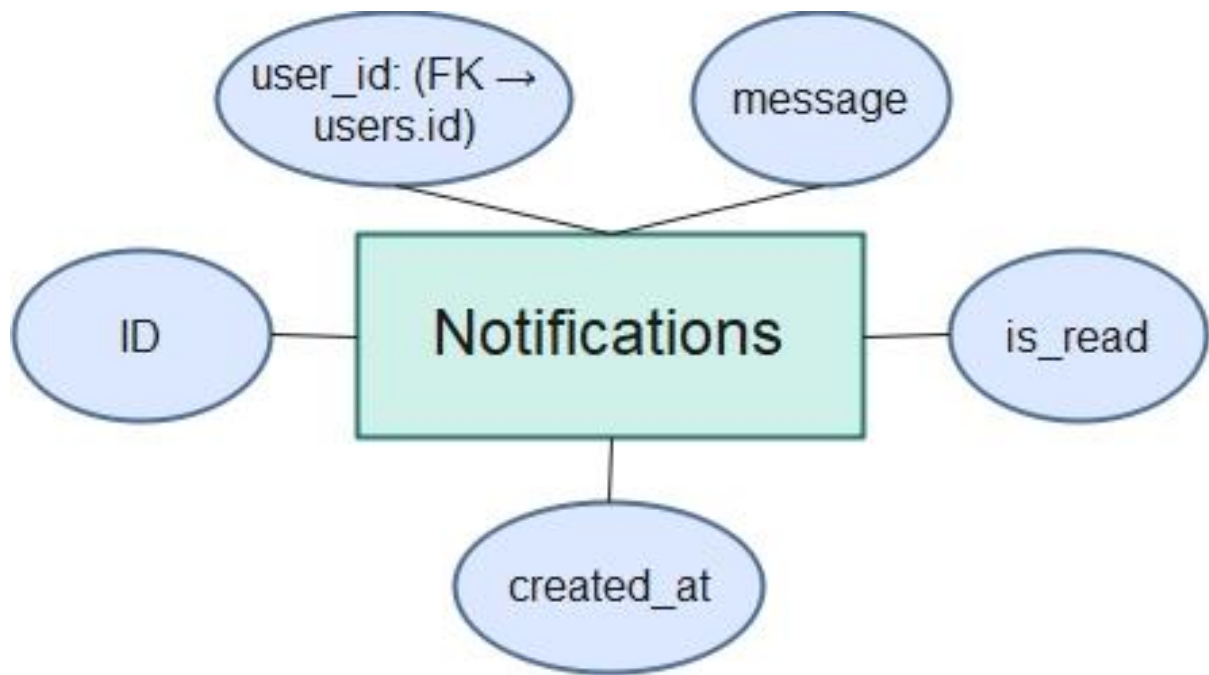 user_id: (FK →
users.id)
message
ID
Notifications
is_read
created_at